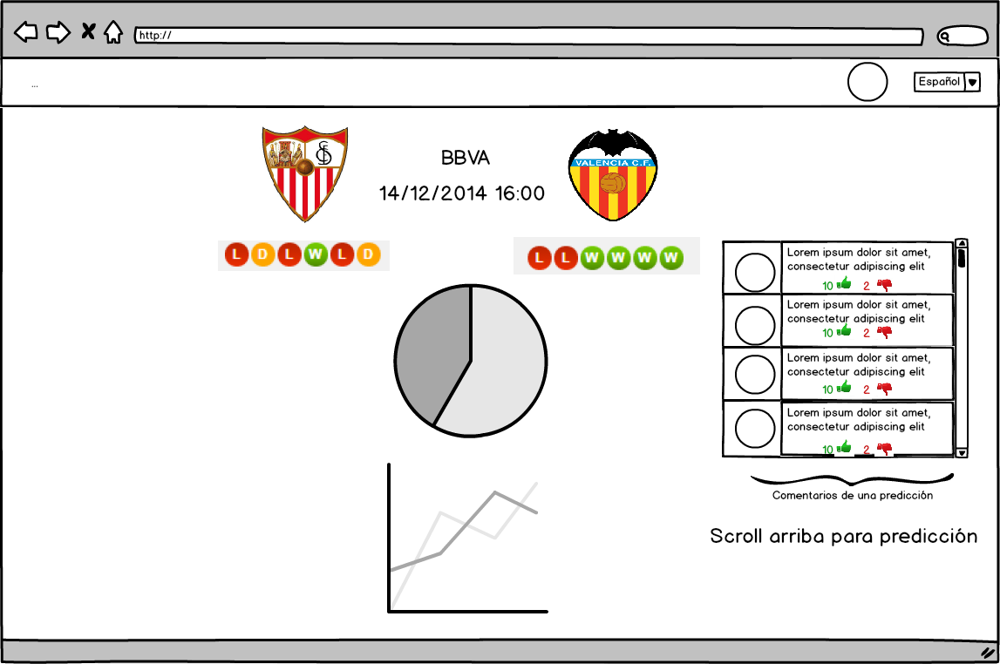 http://
...
Español
BBVA
14/12/2014 16:00
VALENCIA C.F.
L D L W L D
L L W W W W
Lorem ipsum dolor sit amet,
consectetur adipiscing elit
10 2
Lorem ipsum dolor sit amet,
consectetur adipiscing elit
10 2
Lorem ipsum dolor sit amet,
consectetur adipiscing elit
10 2
Lorem ipsum dolor sit amet,
consectetur adipiscing elit
10 2
Comentarios de una predicción
Scroll arriba para predicción